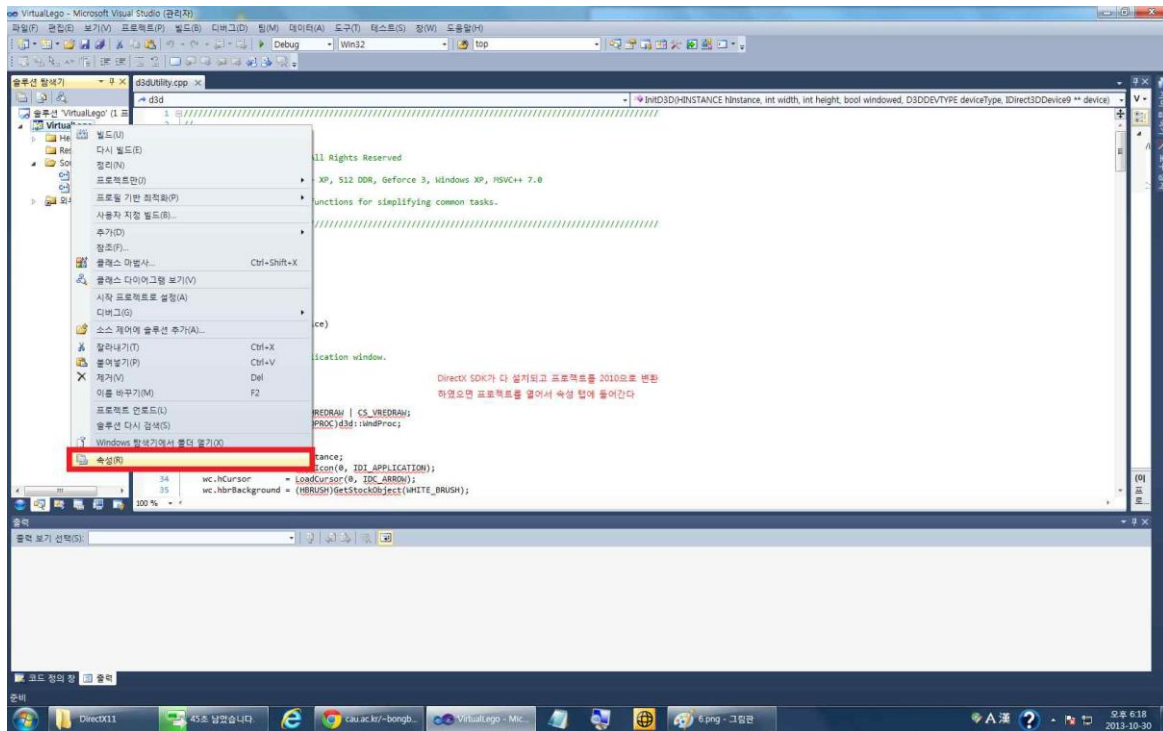 VirtualLego - Microsoft Visual Studio (관리자)
파일(F) 편집(E) 보기(V) 프로젝트(P) 빌드(B) 디버그(D) 팀(M) 데이터(A) 도구(T) 테스트(S) 창(W) 도움말(H)
Debug Win32 top
솔루션 탐색기
d3dUtility.cpp
d3d
InitD3D(HINSTANCE hInstance, int width, int height, bool windowed, D3DDEVTYPE deviceType, IDirect3DDevice9 ** device)
솔루션 'VirtualLego' (1 프
1 ////////////////////////////////////////////////////////////////////////////////////////////////
빌드(U)
다시 빌드(E)
정리(N)
All Rights Reserved
프로젝트만(J)
XP, 512 DDR, Geforce 3, Windows XP, MSVC++ 7.0
프로필 기반 최적화(P)
functions for simplifying common tasks.
사용자 지정 빌드(B)...
추가(D)
참조(F)...
클래스 마법사... Ctrl+Shift+X
클래스 다이어그램 보기(V)
시작 프로젝트로 설정(A)
디버그(G)
ice)
소스 제어에 솔루션 추가(A)...
잘라내기(T) Ctrl+X
붙여넣기(P) Ctrl+V
lication window.
제거(V) Del
DirectX SDK가 다 설치되고 프로젝트를 2010으로 변환
이름 바꾸기(M) F2
하였으면 프로젝트를 열어서 속성 탭에 들어간다
프로젝트 언로드(L)
HREDRAW | CS_VREDRAW;
솔루션 다시 검색(S)
DPROC)d3d::WndProc;
Windows 탐색기에서 폴더 열기(X)
tance;
속성(R)
Icon(0, IDI_APPLICATION);
34 wc.hCursor = LoadCursor(0, IDC_ARROW);
35 wc.hbrBackground = (HBRUSH)GetStockObject(WHITE_BRUSH);
100 %
출력
출력 보기 선택(S):
코드 정의 창 출력
준비
DirectX11
45초 남았습니다.
cau.ac.kr/~bongb...
VirtualLego - Mic...
6.png - 그림판
A 漢
오후 6:18
2013-10-30